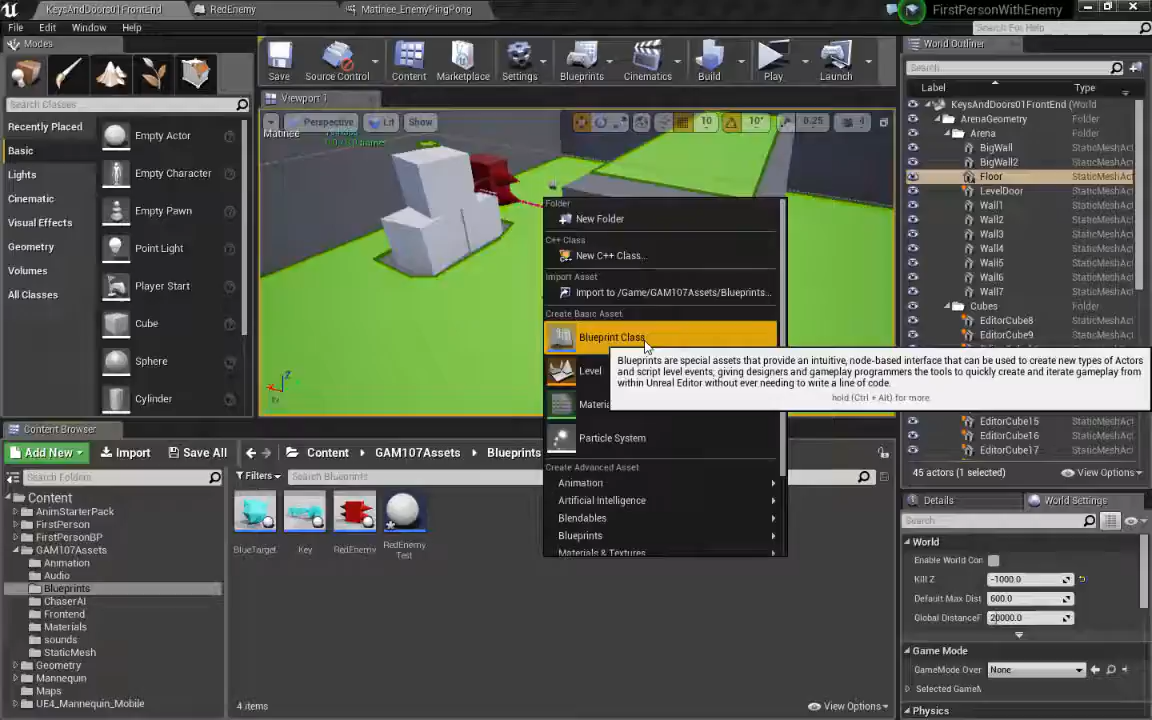 KeysAndDoors01FrontEnd
RedEnemy
Matinee_EnemyPingPong
FirstPersonWithEnemy
File Edit Window Help
Search For Help
Modes
Search Classes
Recently Placed
Basic
Lights
Cinematic
Visual Effects
Geometry
Volumes
All Classes
Empty Actor
Empty Character
Empty Pawn
Point Light
Player Start
Cube
Sphere
Cylinder
Save
Source Control
Content
Marketplace
Settings
Blueprints
Cinematics
Build
Play
Launch
Viewport 1
Perspective
Lit
Show
10
10°
0.25
4
Matinee
Folder
New Folder
C++ Class
New C++ Class...
Import Asset
Import to /Game/GAM107Assets/Blueprints...
Create Basic Asset
Blueprint Class
Level
Particle System
Create Advanced Asset
Animation
Artificial Intelligence
Blendables
Blueprints
Materials & Textures
Blueprints are special assets that provide an intuitive, node-based interface that can be used to create new types of Actors
and script level events; giving designers and gameplay programmers the tools to quickly create and iterate gameplay from
within Unreal Editor without ever needing to write a line of code.
hold (Ctrl + Alt) for more
World Outliner
Search...
Label Type
KeysAndDoors01FrontEnd (World
ArenaGeometry Folder
Arena Folder
BigWall StaticMeshAct
BigWall2 StaticMeshAct
Floor StaticMeshAct
LevelDoor StaticMeshAct
Wall1 StaticMeshAct
Wall2 StaticMeshAct
Wall3 StaticMeshAct
Wall4 StaticMeshAct
Wall5 StaticMeshAct
Wall6 StaticMeshAct
Wall7 StaticMeshAct
Cubes Folder
EditorCube8 StaticMeshAct
EditorCube9 StaticMeshAct
EditorCube15 StaticMeshAct
EditorCube16 StaticMeshAct
EditorCube17 StaticMeshAct
45 actors (1 selected)
View Options
Content Browser
Add New
Import
Save All
Content
GAM107Assets
Blueprints
Search Folders
Filters
Search Blueprints
Content
AnimStarterPack
FirstPerson
FirstPersonBP
GAM107Assets
Animation
Audio
Blueprints
ChaserAI
Frontend
Materials
sounds
StaticMesh
Geometry
Mannequin
Maps
UE4_Mannequin_Mobile
BlueTarget
Key
RedEnemy
RedEnemy
Test
4 items
View Options
Details
World Settings
Search
World
Enable World Con
Kill Z -1000.0
Default Max Dist 600.0
Global DistanceF 20000.0
Game Mode
GameMode Over None
Selected GameM
Physics